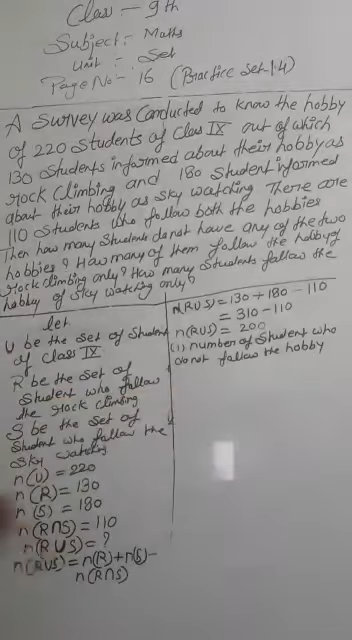 Class - 9th
Subject:- Maths
Unit :- Set
Page No - 16 (Practice Set 1.4)
A Survey was Conducted to know the hobby
of 220 Students of Class IX out of which
130 Students informed about their hobby as
rock Climbing and 180 Student informed
about their hobby as sky watching There are
110 Students who follow both the hobbies
Then how many Students do not have any of the two
hobbies? How many of them follow the hobby of
rock climbing only? How many Students follow the
hobby of sky watching only?
let
U be the set of Student
of Class IX
R be the Set of
Student who follow
the rock climbing
S be the set of
Student who follow the
sky watching
n(U) = 220
n(R) = 130
n(S) = 180
n(R∩S) = 110
n(R∪S) = ?
n(R∪S) = n(R)+n(S)-
n(R∩S)
n(R∪S) = 130 + 180 - 110
= 310 - 110
n(R∪S) = 200
(i) number of Student who
do not follow the hobby